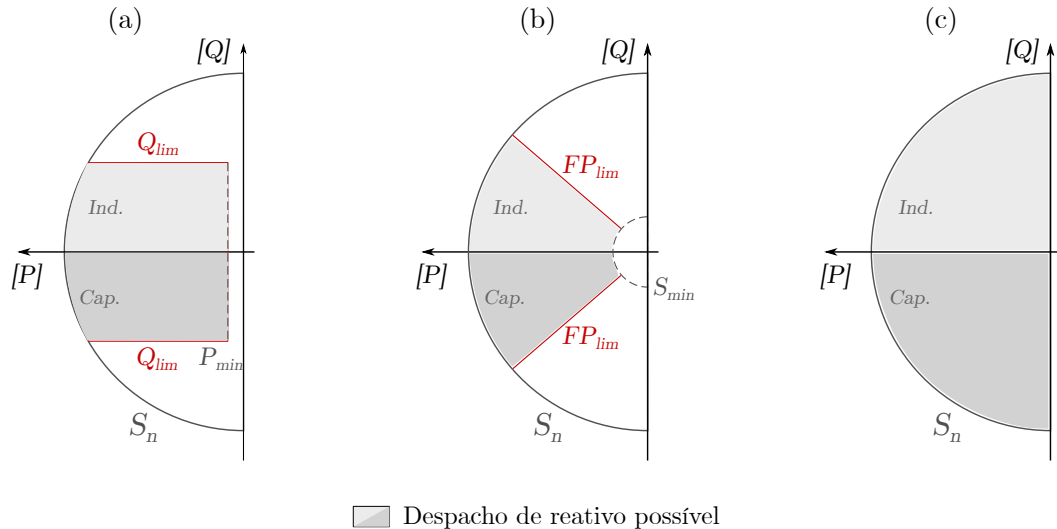 (a)
[Q]
Q_lim
Ind.
[P]
Cap.
Q_lim
P_min
S_n
(b)
[Q]
FP_lim
Ind.
[P]
Cap.
S_min
FP_lim
S_n
(c)
[Q]
Ind.
[P]
Cap.
S_n
Despacho de reativo possível